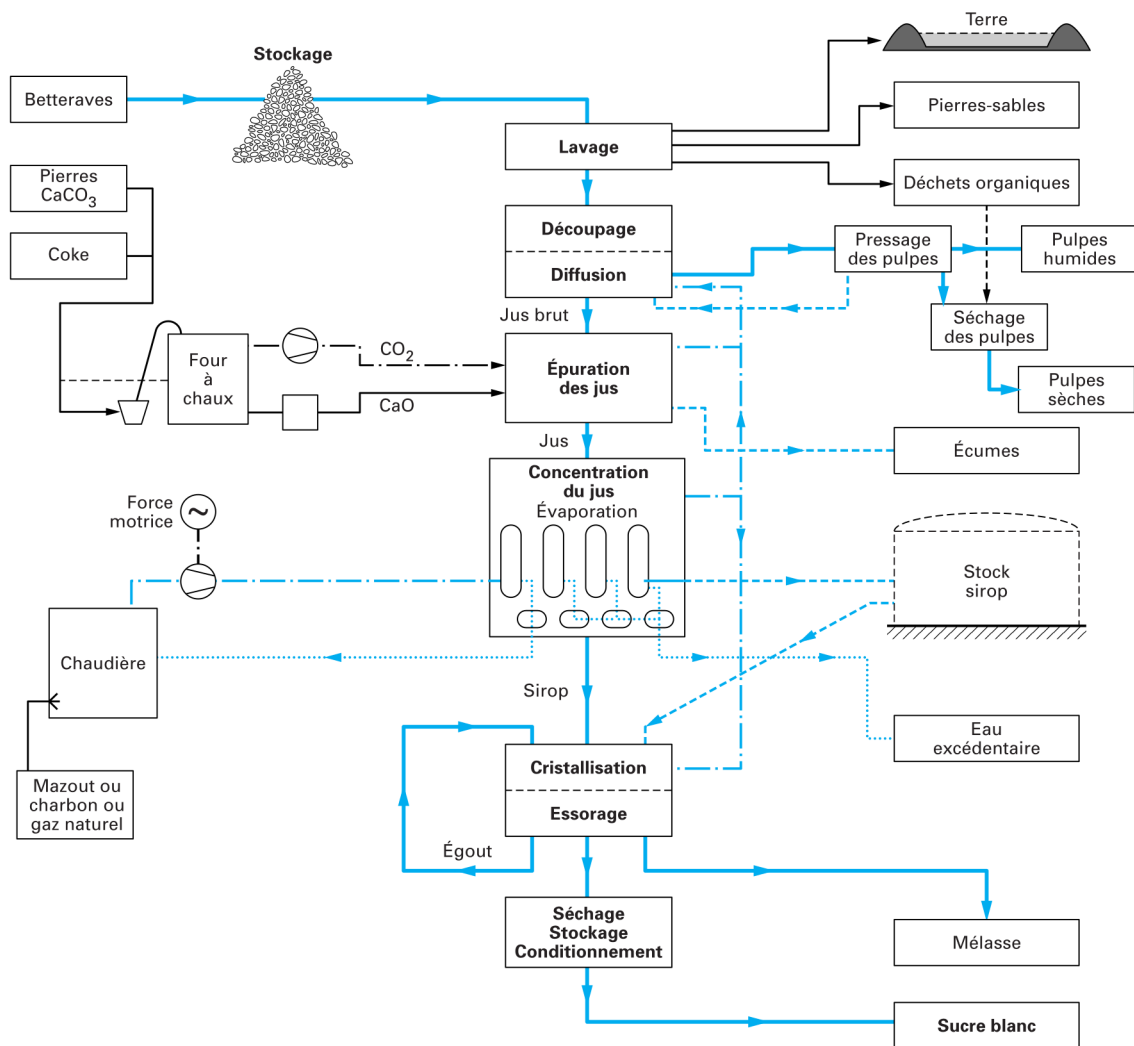 Terre
Stockage
Betteraves
Pierres-sables
Lavage
Pierres
CaCO₃
Déchets organiques
Découpage
Coke
Pressage
des pulpes
Pulpes
humides
Diffusion
Jus brut
Séchage
des pulpes
CO₂
Four
à
chaux
Épuration
des jus
Pulpes
sèches
CaO
Jus
Écumes
Concentration
du jus
Évaporation
Force
motrice
~
Stock
sirop
Chaudière
Sirop
Eau
excédentaire
Cristallisation
Mazout ou
charbon ou
gaz naturel
Essorage
Égout
Séchage
Stockage
Conditionnement
Mélasse
Sucre blanc